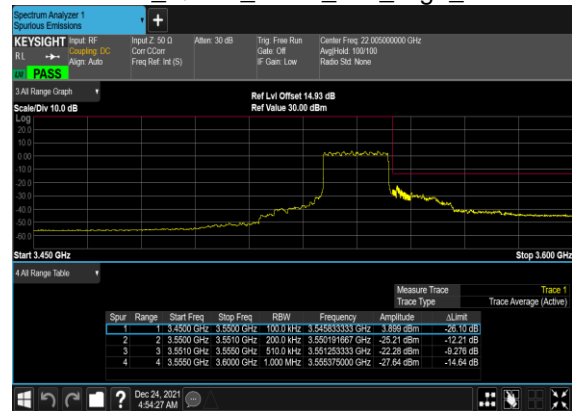 Spectrum Analyzer 1
Spurious Emissions
+
KEYSIGHT Input: RF Input Z: 50 Ω Atten: 30 dB Trig: Free Run Center Freq: 22.005000000 GHz
R L Coupling: DC Corr CCorr Gate: Off Avg|Hold: 100/100
Align: Auto Freq Ref: Int (S) IF Gain: Low Radio Std: None
PASS
3 All Range Graph
Ref Lvl Offset 14.93 dB
Scale/Div 10.0 dB Ref Value 30.00 dBm
Log
20.0
10.0
0.00
-10.0
-20.0
-30.0
-40.0
-50.0
-60.0
Start 3.450 GHz Stop 3.600 GHz
4 All Range Table
Measure Trace Trace 1
Trace Type Trace Average (Active)
Spur Range Start Freq Stop Freq RBW Frequency Amplitude ΔLimit
1 1 3.4500 GHz 3.5500 GHz 100.0 kHz 3.545833333 GHz 3.899 dBm -26.10 dB
2 2 3.5500 GHz 3.5510 GHz 200.0 kHz 3.550191667 GHz -25.21 dBm -12.21 dB
3 3 3.5510 GHz 3.5550 GHz 510.0 kHz 3.551253333 GHz -22.28 dBm -9.276 dB
4 4 3.5550 GHz 3.6000 GHz 1.000 MHz 3.555375000 GHz -27.64 dBm -14.64 dB
? Dec 24, 2021
4:54:27 AM